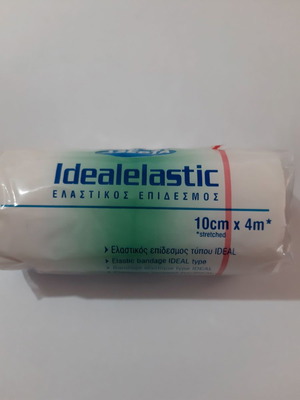 Idealelastic
ΕΛΑΣΤΙΚΟΣ ΕΠΙΔΕΣΜΟΣ
10cm x 4m*
*stretched
Ελαστικός επίδεσμος τύπου IDEAL
Elastic bandage IDEAL type